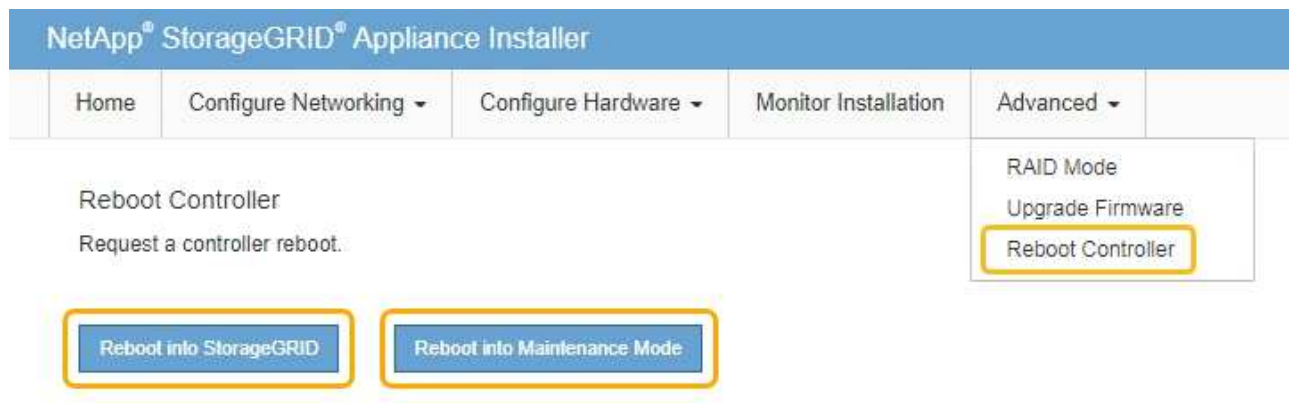 NetApp® StorageGRID® Appliance Installer
Home Configure Networking Configure Hardware Monitor Installation Advanced
RAID Mode
Upgrade Firmware
Reboot Controller
Reboot Controller
Request a controller reboot.
Reboot into StorageGRID Reboot into Maintenance Mode